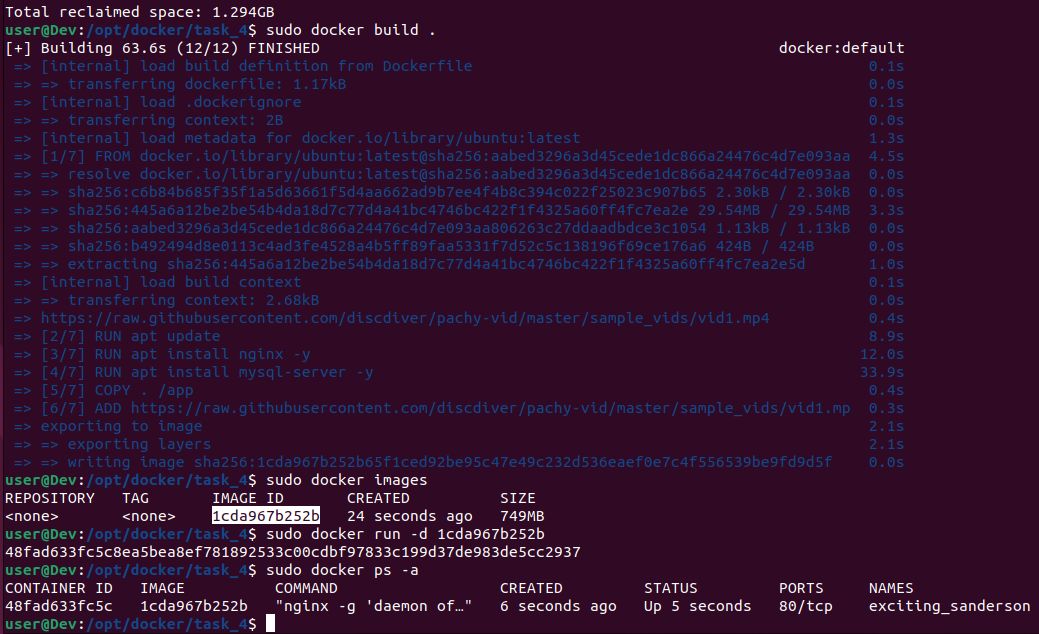 Total reclaimed space: 1.294GB
user@Dev:/opt/docker/task_4$ sudo docker build .
[+] Building 63.6s (12/12) FINISHED docker:default
=> [internal] load build definition from Dockerfile 0.1s
=> => transferring dockerfile: 1.17kB 0.0s
=> [internal] load .dockerignore 0.1s
=> => transferring context: 2B 0.0s
=> [internal] load metadata for docker.io/library/ubuntu:latest 1.3s
=> [1/7] FROM docker.io/library/ubuntu:latest@sha256:aabed3296a3d45cede1dc866a24476c4d7e093aa 4.5s
=> => resolve docker.io/library/ubuntu:latest@sha256:aabed3296a3d45cede1dc866a24476c4d7e093aa 0.0s
=> => sha256:c6b84b685f35f1a5d63661f5d4aa662ad9b7ee4f4b8c394c022f25023c907b65 2.30kB / 2.30kB 0.0s
=> => sha256:445a6a12be2be54b4da18d7c77d4a41bc4746bc422f1f4325a60ff4fc7ea2e 29.54MB / 29.54MB 3.3s
=> => sha256:aabed3296a3d45cede1dc866a24476c4d7e093aa806263c27ddaadbdce3c1054 1.13kB / 1.13kB 0.0s
=> => sha256:b492494d8e0113c4ad3fe4528a4b5ff89faa5331f7d52c5c138196f69ce176a6 424B / 424B 0.0s
=> => extracting sha256:445a6a12be2be54b4da18d7c77d4a41bc4746bc422f1f4325a60ff4fc7ea2e5d 1.0s
=> [internal] load build context 0.1s
=> => transferring context: 2.68kB 0.0s
=> https://raw.githubusercontent.com/discdiver/pachy-vid/master/sample_vids/vid1.mp4 0.4s
=> [2/7] RUN apt update 8.9s
=> [3/7] RUN apt install nginx -y 12.0s
=> [4/7] RUN apt install mysql-server -y 33.9s
=> [5/7] COPY . /app 0.4s
=> [6/7] ADD https://raw.githubusercontent.com/discdiver/pachy-vid/master/sample_vids/vid1.mp 0.3s
=> exporting to image 2.1s
=> => exporting layers 2.1s
=> => writing image sha256:1cda967b252b65f1ced92be95c47e49c232d536eaef0e7c4f556539be9fd9d5f 0.0s
user@Dev:/opt/docker/task_4$ sudo docker images
REPOSITORY TAG IMAGE ID CREATED SIZE
<none> <none> 1cda967b252b 24 seconds ago 749MB
user@Dev:/opt/docker/task_4$ sudo docker run -d 1cda967b252b
48fad633fc5c8ea5bea8ef781892533c00cdbf97833c199d37de983de5cc2937
user@Dev:/opt/docker/task_4$ sudo docker ps -a
CONTAINER ID IMAGE COMMAND CREATED STATUS PORTS NAMES
48fad633fc5c 1cda967b252b "nginx -g 'daemon of…" 6 seconds ago Up 5 seconds 80/tcp exciting_sanderson
user@Dev:/opt/docker/task_4$